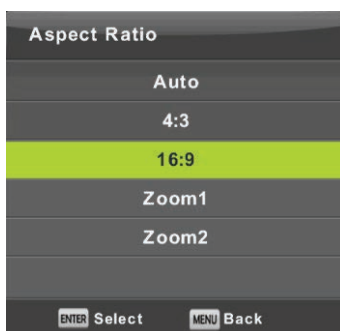 Aspect Ratio
Auto
4:3
16:9
Zoom1
Zoom2
ENTER Select MENU Back